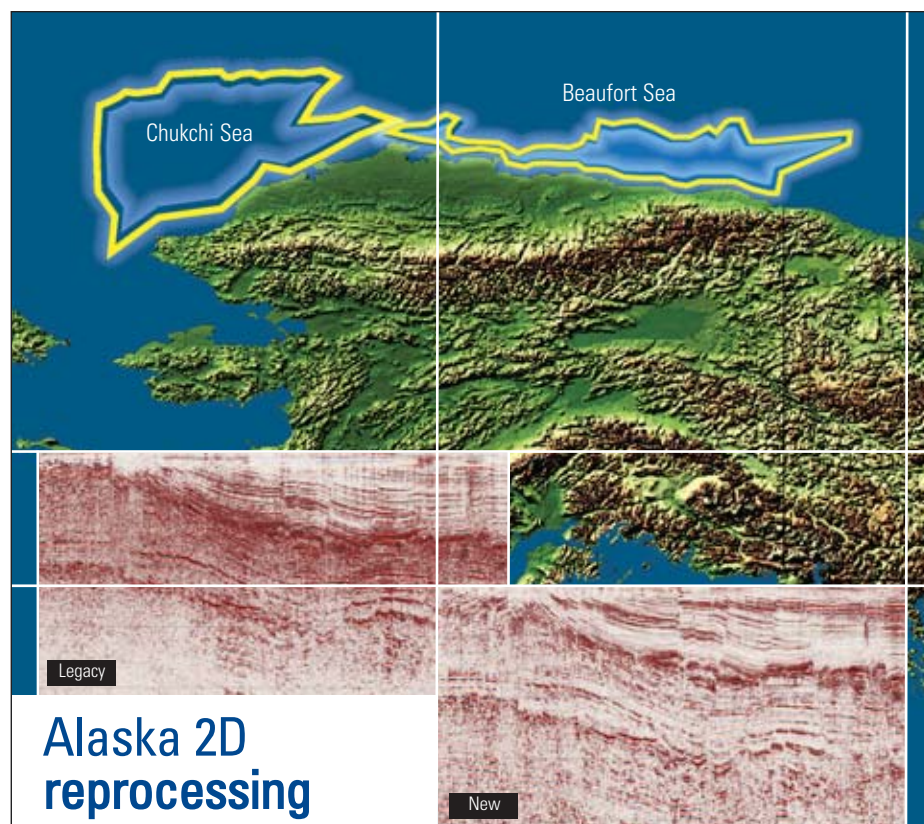 Beaufort Sea
Chukchi Sea
Legacy
Alaska 2D
reprocessing
New